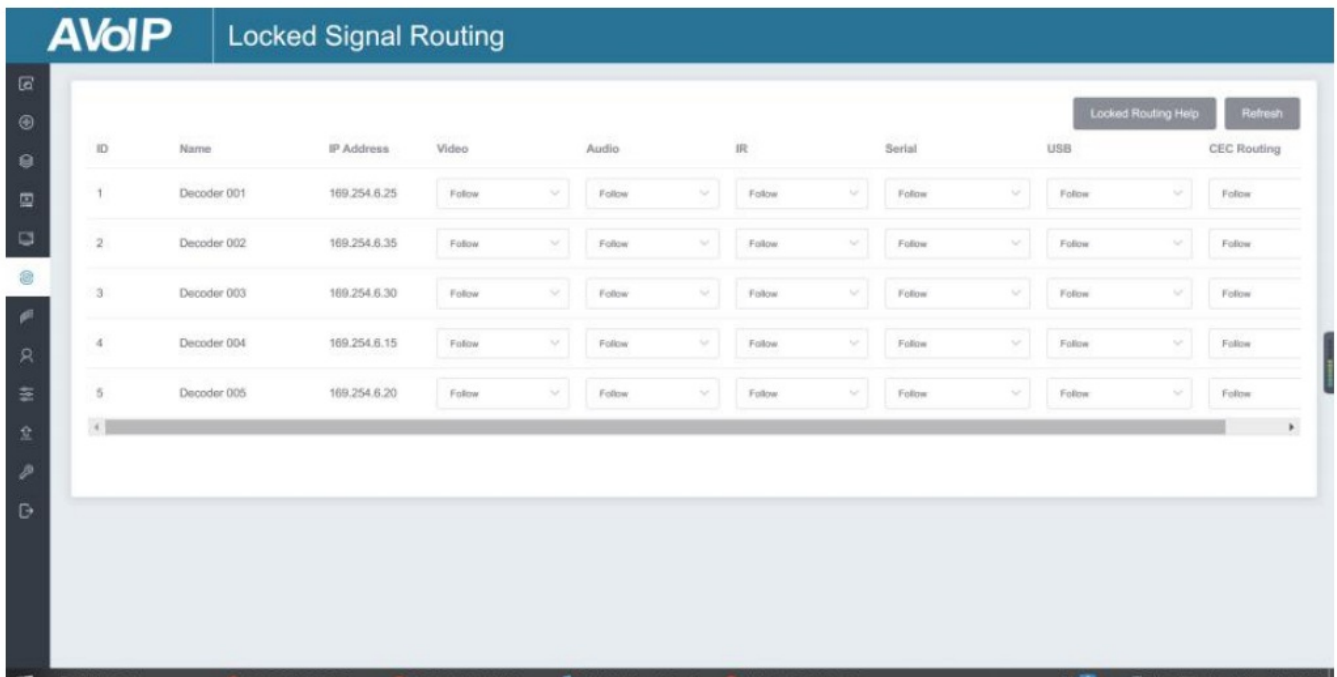 AVoIP Locked Signal Routing
Locked Routing Help Refresh
ID Name IP Address Video Audio IR Serial USB CEC Routing
1 Decoder 001 169.254.6.25 Follow Follow Follow Follow Follow Follow
2 Decoder 002 169.254.6.35 Follow Follow Follow Follow Follow Follow
3 Decoder 003 169.254.6.30 Follow Follow Follow Follow Follow Follow
4 Decoder 004 169.254.6.15 Follow Follow Follow Follow Follow Follow
5 Decoder 005 169.254.6.20 Follow Follow Follow Follow Follow Follow